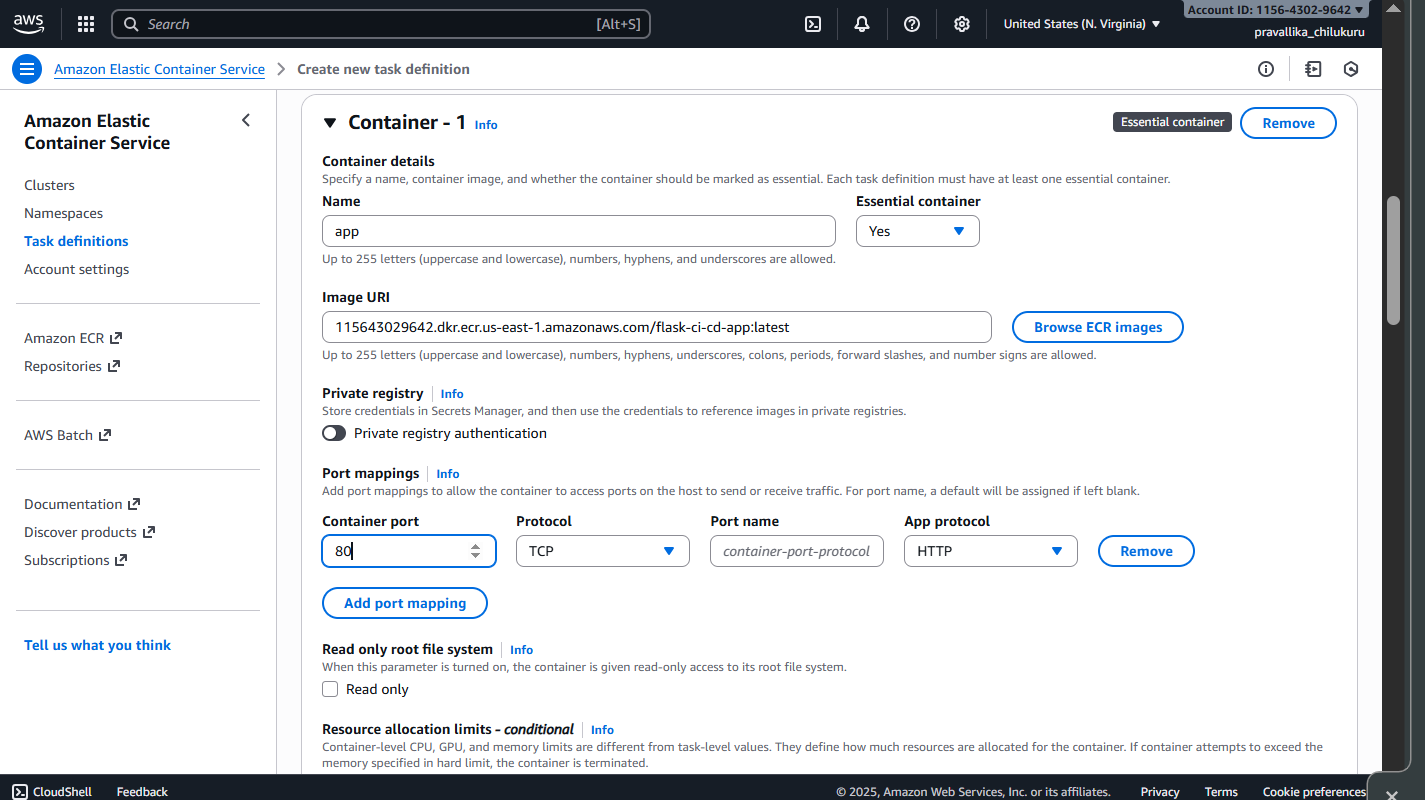 aws
Search [Alt+S]
United States (N. Virginia)
Account ID: 1156-4302-9642
pravallika_chilukuru
Amazon Elastic Container Service
Create new task definition
Amazon Elastic
Container Service
Clusters
Namespaces
Task definitions
Account settings
Amazon ECR
Repositories
AWS Batch
Documentation
Discover products
Subscriptions
Tell us what you think
Container - 1 Info
Essential container
Remove
Container details
Specify a name, container image, and whether the container should be marked as essential. Each task definition must have at least one essential container.
Name
app
Up to 255 letters (uppercase and lowercase), numbers, hyphens, and underscores are allowed.
Essential container
Yes
Image URI
115643029642.dkr.ecr.us-east-1.amazonaws.com/flask-ci-cd-app:latest
Browse ECR images
Up to 255 letters (uppercase and lowercase), numbers, hyphens, underscores, colons, periods, forward slashes, and number signs are allowed.
Private registry Info
Store credentials in Secrets Manager, and then use the credentials to reference images in private registries.
Private registry authentication
Port mappings Info
Add port mappings to allow the container to access ports on the host to send or receive traffic. For port name, a default will be assigned if left blank.
Container port Protocol Port name App protocol
80 TCP container-port-protocol HTTP Remove
Add port mapping
Read only root file system Info
When this parameter is turned on, the container is given read-only access to its root file system.
Read only
Resource allocation limits - conditional Info
Container-level CPU, GPU, and memory limits are different from task-level values. They define how much resources are allocated for the container. If container attempts to exceed the
memory specified in hard limit, the container is terminated.
CloudShell Feedback © 2025, Amazon Web Services, Inc. or its affiliates. Privacy Terms Cookie preferences